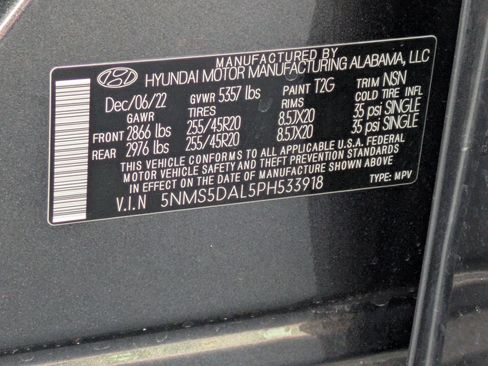 MANUFACTURED BY
HYUNDAI MOTOR MANUFACTURING ALABAMA, LLC
Dec/06/22 GVWR 5357 lbs PAINT T2G TRIM NSN
GAWR TIRES RIMS COLD TIRE INFL
FRONT 2866 lbs 255/45R20 8.5JX20 35 psi SINGLE
REAR 2976 lbs 255/45R20 8.5JX20 35 psi SINGLE
THIS VEHICLE CONFORMS TO ALL APPLICABLE U.S.A. FEDERAL
MOTOR VEHICLE SAFETY AND THEFT PREVENTION STANDARDS
IN EFFECT ON THE DATE OF MANUFACTURE SHOWN ABOVE
V.I.N 5NMS5DAL5PH533918 TYPE: MPV